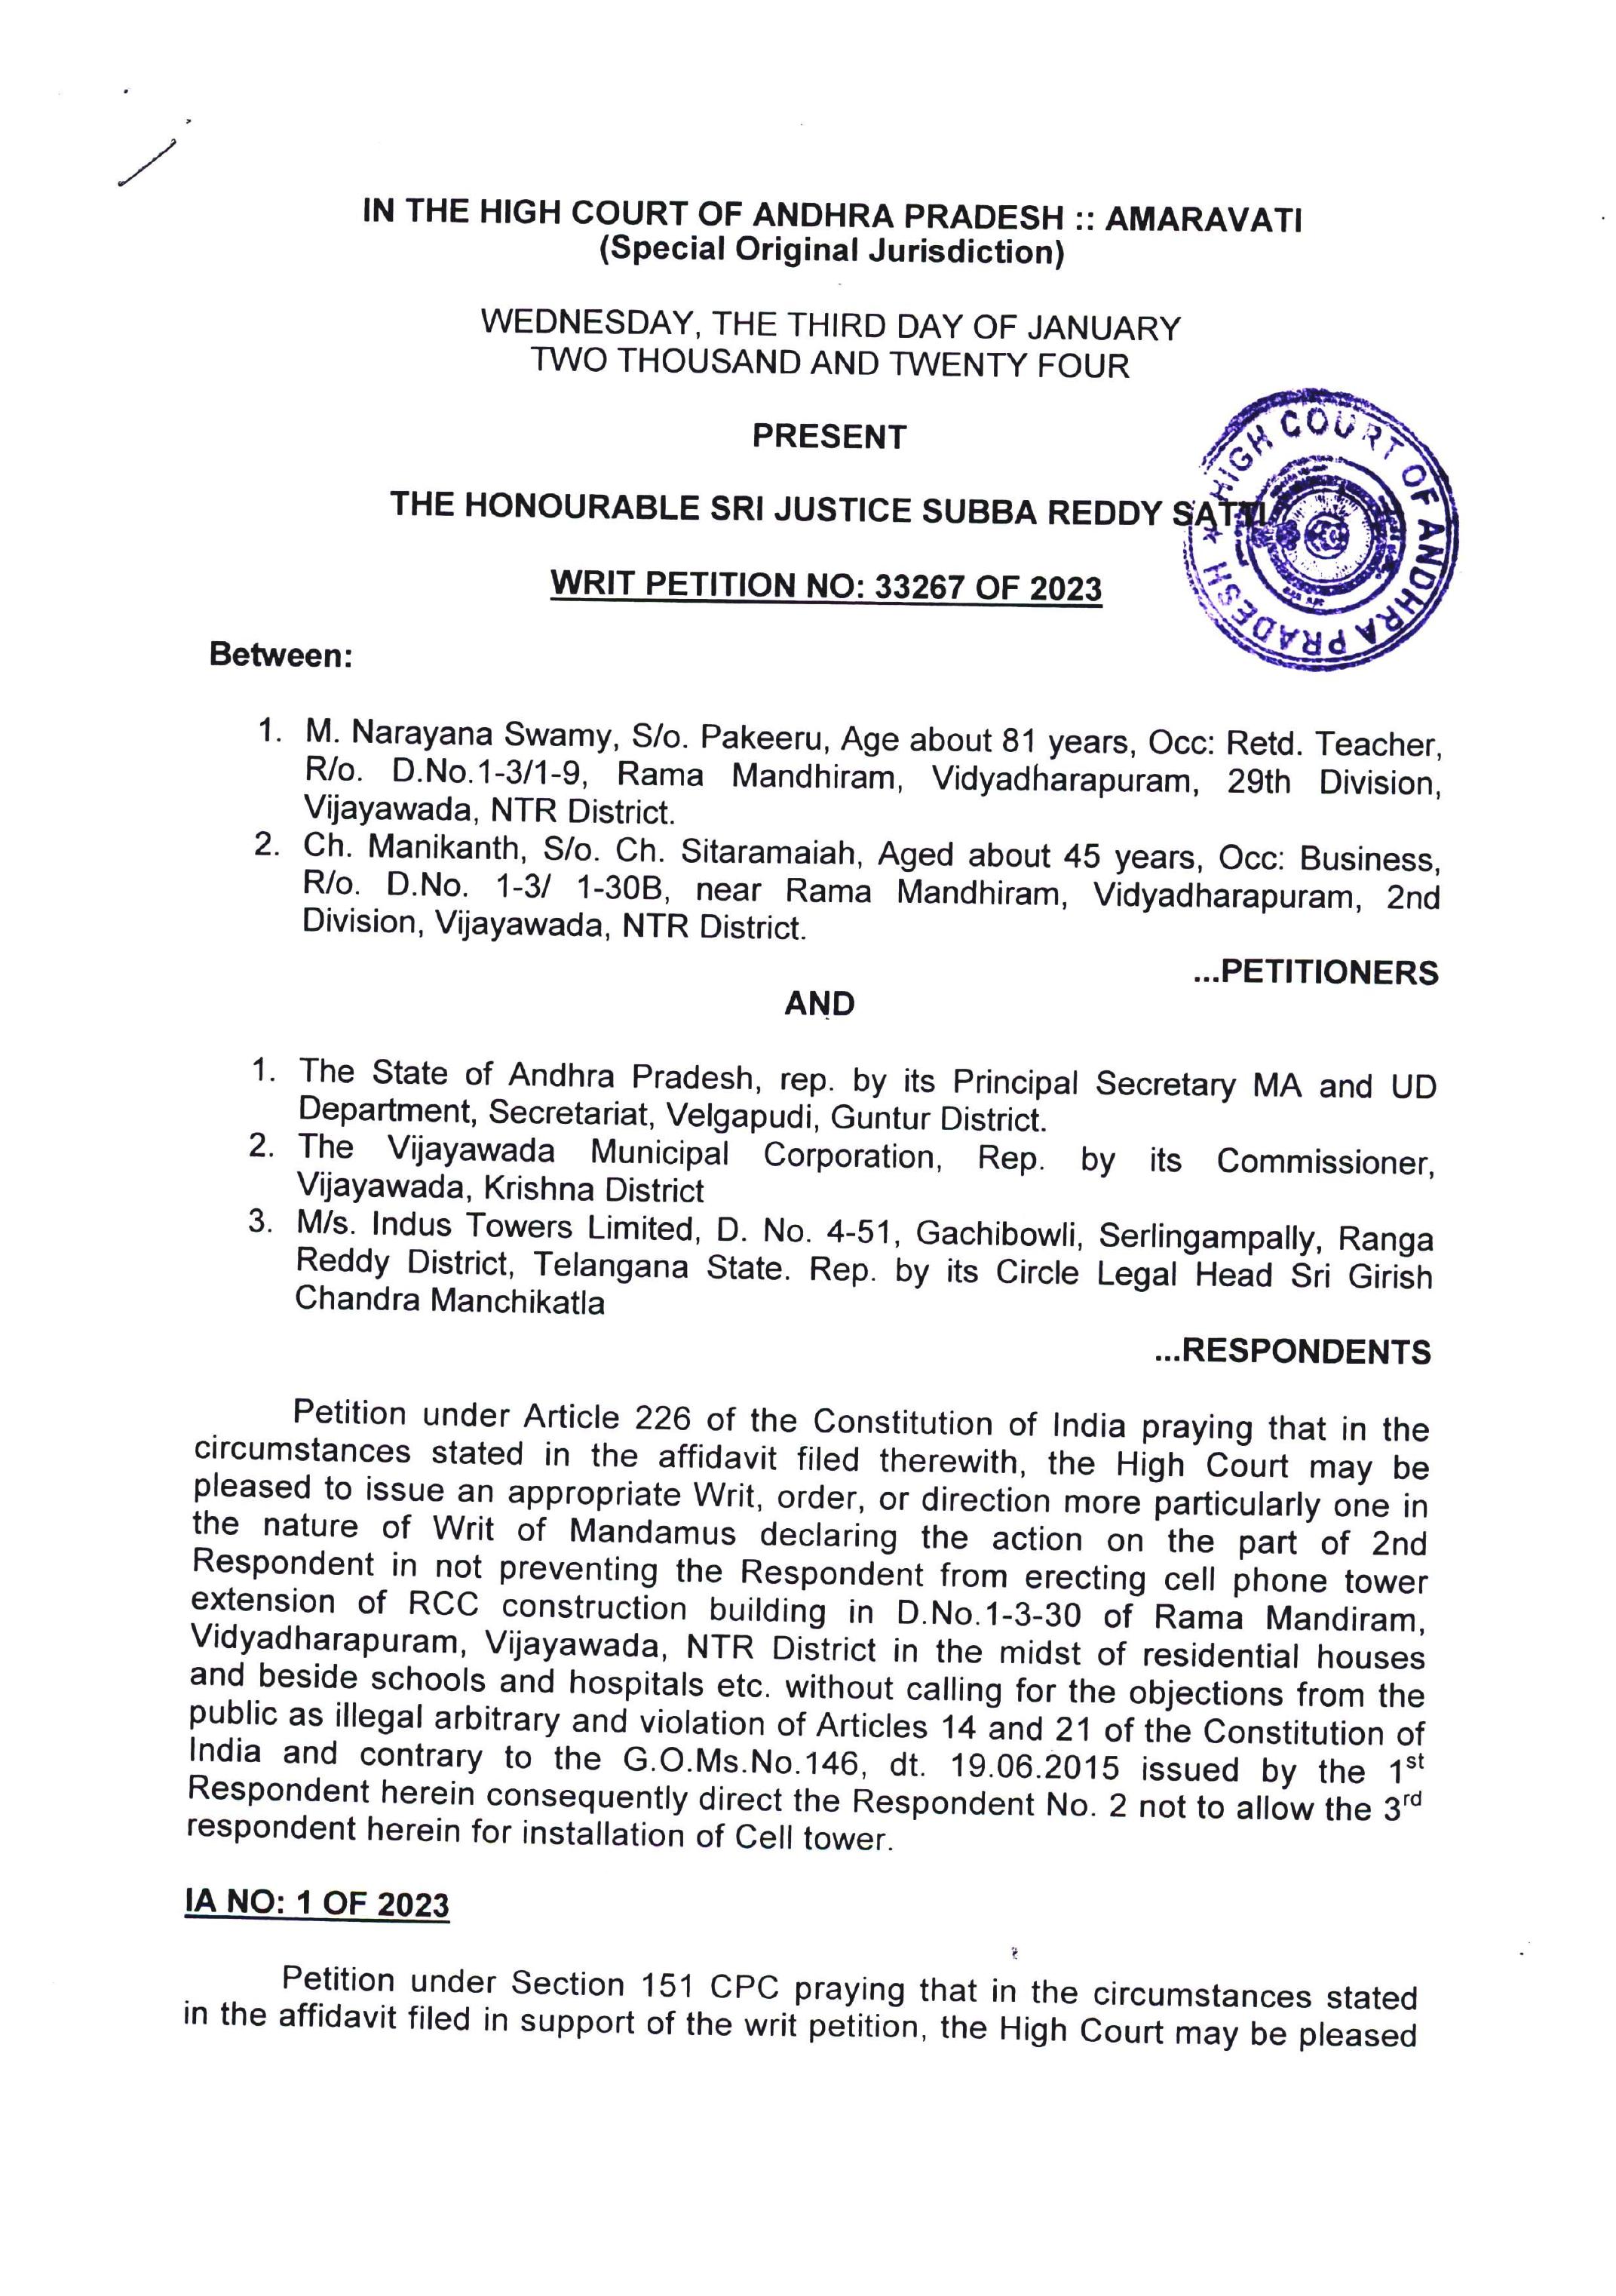 IN THE HIGH COURT OF ANDHRA PRADESH :: AMARAVATI
(Special Original Jurisdiction)
WEDNESDAY, THE THIRD DAY OF JANUARY
TWO THOUSAND AND TWENTY FOUR
PRESENT
THE HONOURABLE SRI JUSTICE SUBBA REDDY SATTI
HIGH COURT OF ANDHRA PRADESH
WRIT PETITION NO: 33267 OF 2023
Between:
1. M. Narayana Swamy, S/o. Pakeeru, Age about 81 years, Occ: Retd. Teacher,
R/o. D.No.1-3/1-9, Rama Mandhiram, Vidyadharapuram, 29th Division,
Vijayawada, NTR District.
2. Ch. Manikanth, S/o. Ch. Sitaramaiah, Aged about 45 years, Occ: Business,
R/o. D.No. 1-3/ 1-30B, near Rama Mandhiram, Vidyadharapuram, 2nd
Division, Vijayawada, NTR District.
...PETITIONERS
AND
1. The State of Andhra Pradesh, rep. by its Principal Secretary MA and UD
Department, Secretariat, Velgapudi, Guntur District.
2. The Vijayawada Municipal Corporation, Rep. by its Commissioner,
Vijayawada, Krishna District
3. M/s. Indus Towers Limited, D. No. 4-51, Gachibowli, Serlingampally, Ranga
Reddy District, Telangana State. Rep. by its Circle Legal Head Sri Girish
Chandra Manchikatla
...RESPONDENTS
Petition under Article 226 of the Constitution of India praying that in the
circumstances stated in the affidavit filed therewith, the High Court may be
pleased to issue an appropriate Writ, order, or direction more particularly one in
the nature of Writ of Mandamus declaring the action on the part of 2nd
Respondent in not preventing the Respondent from erecting cell phone tower
extension of RCC construction building in D.No.1-3-30 of Rama Mandiram,
Vidyadharapuram, Vijayawada, NTR District in the midst of residential houses
and beside schools and hospitals etc. without calling for the objections from the
public as illegal arbitrary and violation of Articles 14 and 21 of the Constitution of
India and contrary to the G.O.Ms.No.146, dt. 19.06.2015 issued by the 1st
Respondent herein consequently direct the Respondent No. 2 not to allow the 3rd
respondent herein for installation of Cell tower.
IA NO: 1 OF 2023
Petition under Section 151 CPC praying that in the circumstances stated
in the affidavit filed in support of the writ petition, the High Court may be pleased